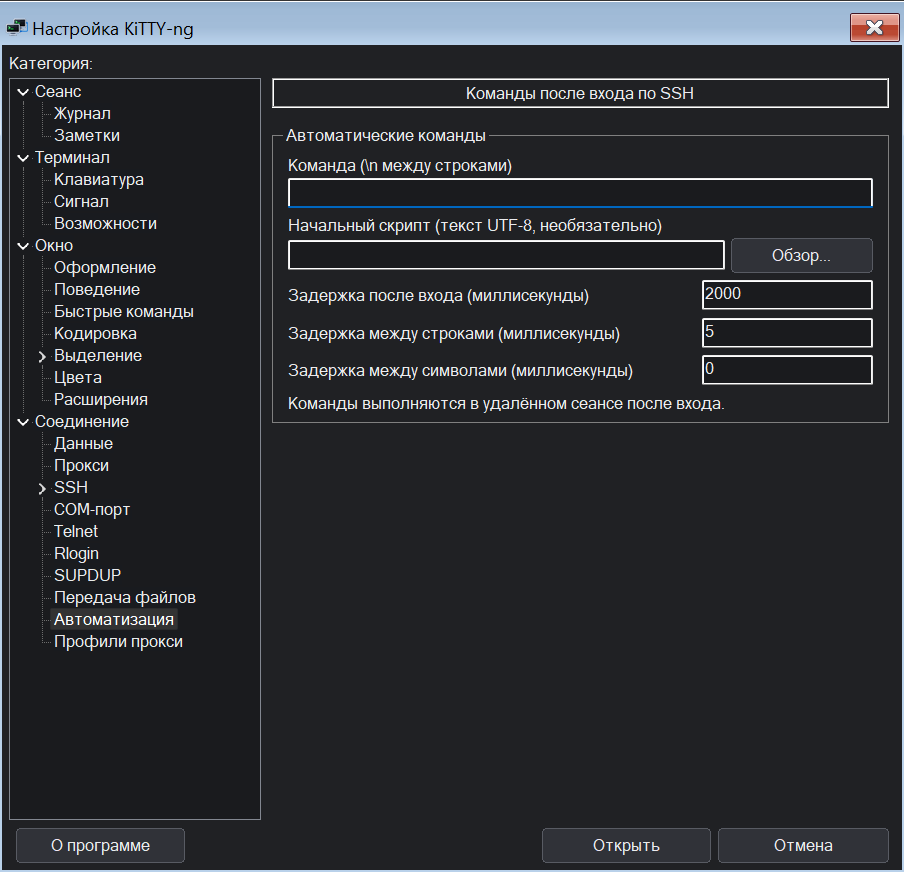 Настройка KiTTY-ng
Категория:
Сеанс
Журнал
Заметки
Терминал
Клавиатура
Сигнал
Возможности
Окно
Оформление
Поведение
Быстрые команды
Кодировка
Выделение
Цвета
Расширения
Соединение
Данные
Прокси
SSH
COM-порт
Telnet
Rlogin
SUPDUP
Передача файлов
Автоматизация
Профили прокси
Команды после входа по SSH
Автоматические команды
Команда (\n между строками)
Начальный скрипт (текст UTF-8, необязательно)
Обзор...
Задержка после входа (миллисекунды) 2000
Задержка между строками (миллисекунды) 5
Задержка между символами (миллисекунды) 0
Команды выполняются в удалённом сеансе после входа.
О программе Открыть Отмена